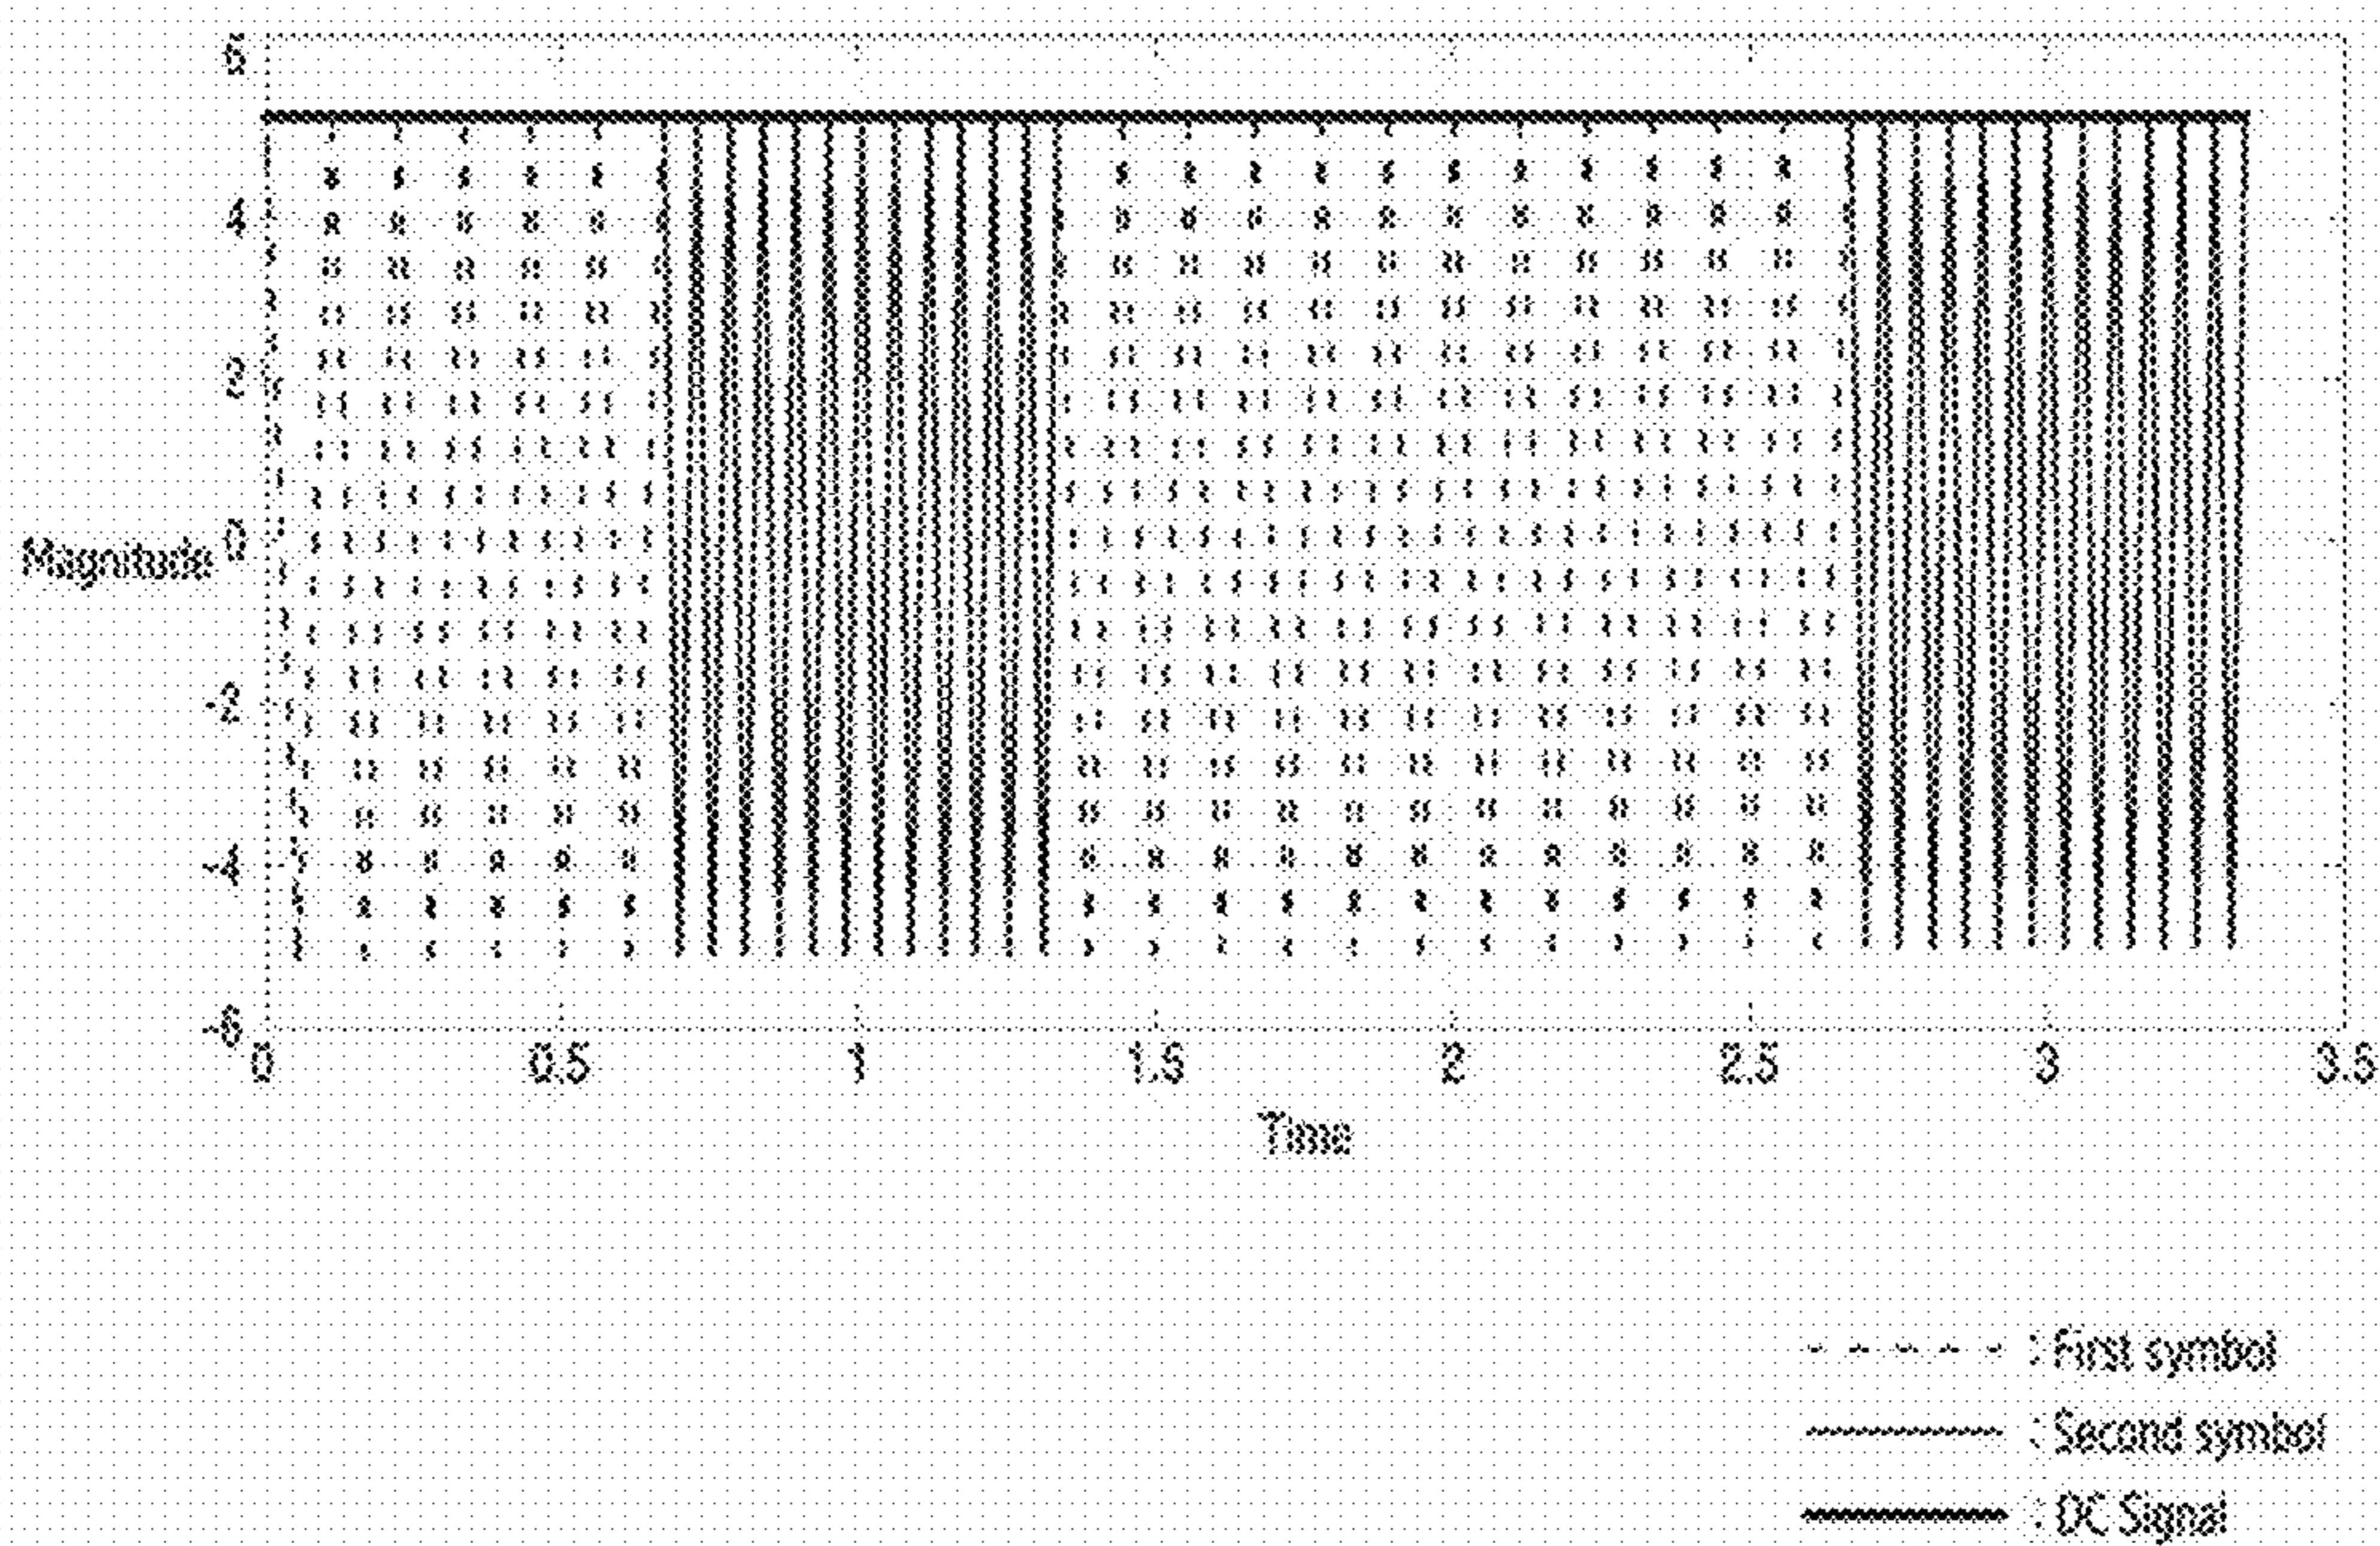 6
4
2
0
Magnitude
-2
-4
-6
0 0.5 1 1.5 2 2.5 3 3.5
Time
: First symbol
: Second symbol
: DC Signal